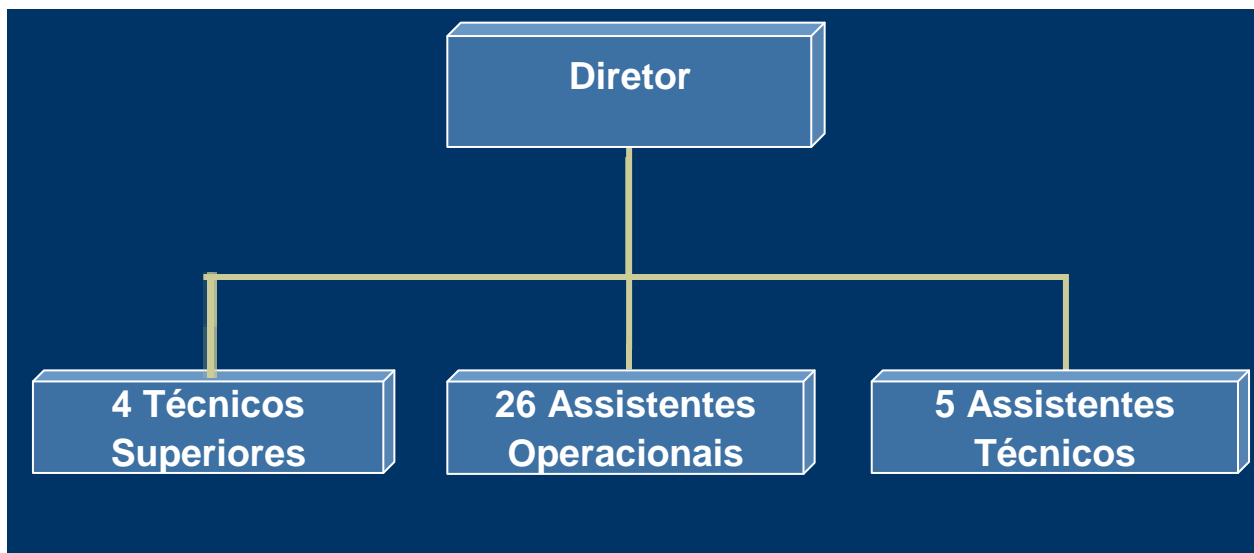 Diretor
4 Técnicos
Superiores
26 Assistentes
Operacionais
5 Assistentes
Técnicos